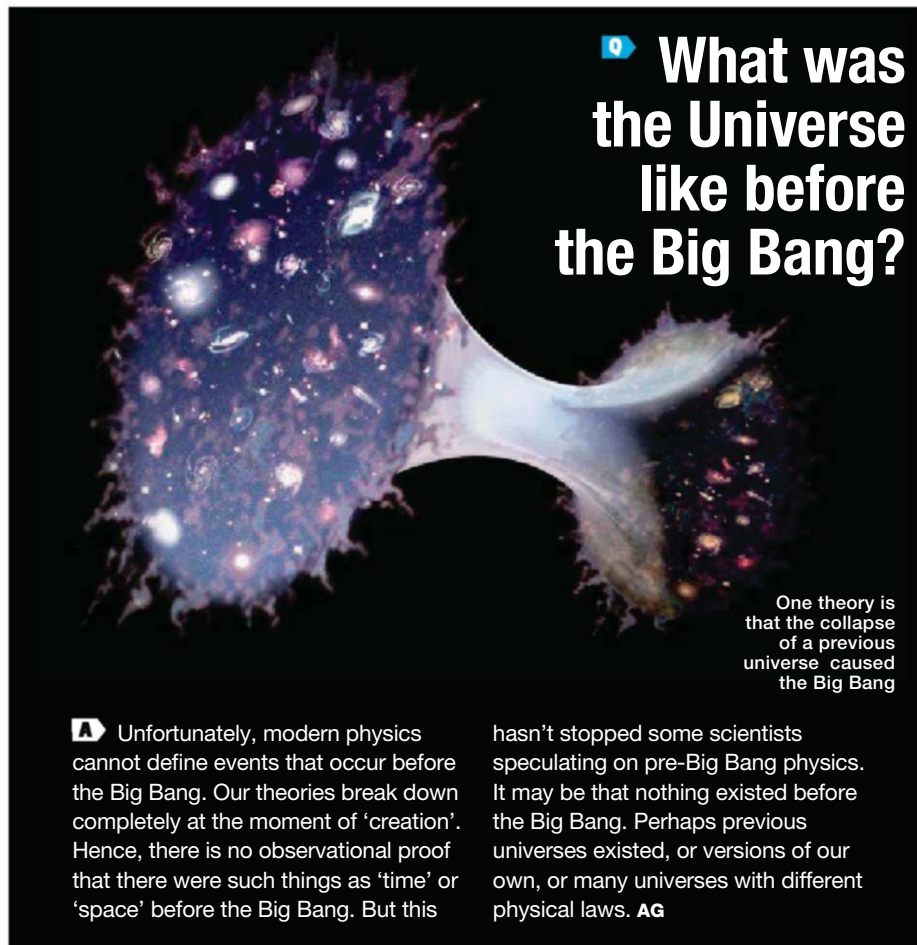 Q What was
the Universe
like before
the Big Bang?
One theory is
that the collapse
of a previous
universe caused
the Big Bang
A Unfortunately, modern physics
cannot define events that occur before
the Big Bang. Our theories break down
completely at the moment of ‘creation’.
Hence, there is no observational proof
that there were such things as ‘time’ or
‘space’ before the Big Bang. But this
hasn’t stopped some scientists
speculating on pre-Big Bang physics.
It may be that nothing existed before
the Big Bang. Perhaps previous
universes existed, or versions of our
own, or many universes with different
physical laws. AG